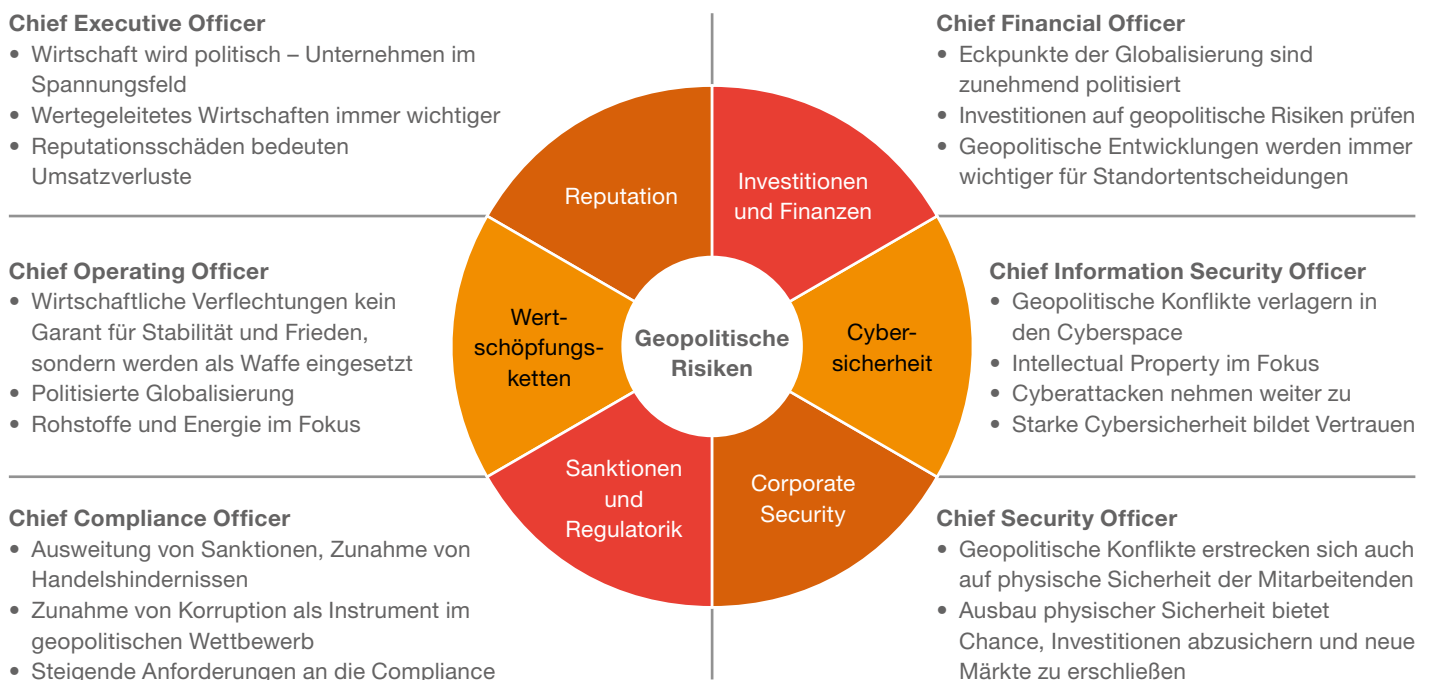 Chief Executive Officer
• Wirtschaft wird politisch – Unternehmen im
Spannungsfeld
• Wertegeleitetes Wirtschaften immer wichtiger
• Reputationsschäden bedeuten
Umsatzverluste
Chief Financial Officer
• Eckpunkte der Globalisierung sind
zunehmend politisiert
• Investitionen auf geopolitische Risiken prüfen
• Geopolitische Entwicklungen werden immer
wichtiger für Standortentscheidungen
Reputation
Investitionen
und Finanzen
Chief Operating Officer
• Wirtschaftliche Verflechtungen kein
Garant für Stabilität und Frieden,
sondern werden als Waffe eingesetzt
• Politisierte Globalisierung
• Rohstoffe und Energie im Fokus
Wert-
schöpfungs-
ketten
Geopolitische
Risiken
Cyber-
sicherheit
Chief Information Security Officer
• Geopolitische Konflikte verlagern in
den Cyberspace
• Intellectual Property im Fokus
• Cyberattacken nehmen weiter zu
• Starke Cybersicherheit bildet Vertrauen
Sanktionen
und
Regulatorik
Corporate
Security
Chief Compliance Officer
• Ausweitung von Sanktionen, Zunahme von
Handelshindernissen
• Zunahme von Korruption als Instrument im
geopolitischen Wettbewerb
• Steigende Anforderungen an die Compliance
Chief Security Officer
• Geopolitische Konflikte erstrecken sich auch
auf physische Sicherheit der Mitarbeitenden
• Ausbau physischer Sicherheit bietet
Chance, Investitionen abzusichern und neue
Märkte zu erschließen